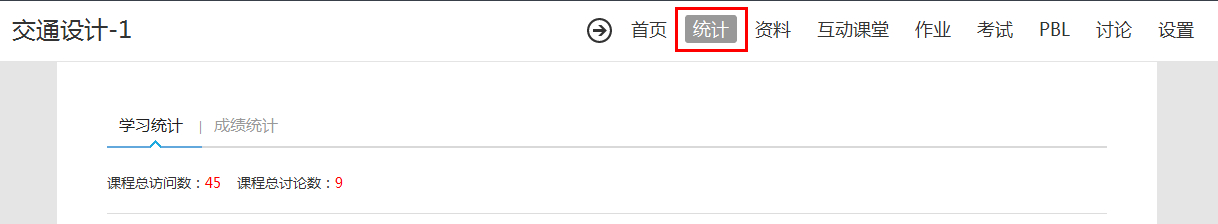 交通设计-1 首页 统计 资料 互动课堂 作业 考试 PBL 讨论 设置
学习统计 | 成绩统计
课程总访问数：45 课程总讨论数：9